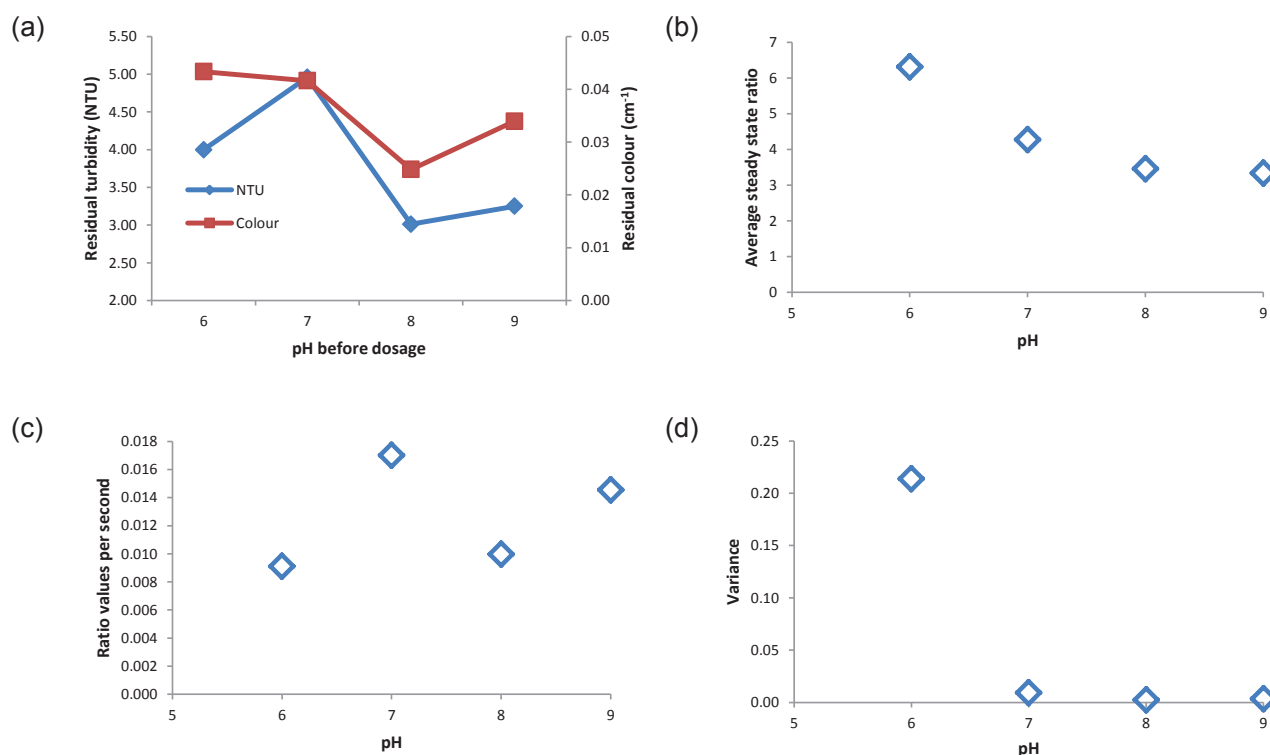 (a)
5.50
5.00
4.50
4.00
3.50
3.00
2.50
2.00
Residual turbidity (NTU)
NTU
Colour
0.05
0.04
0.03
0.02
0.01
0.00
Residual colour (cm⁻¹)
6 7 8 9
pH before dosage
(b)
7
6
5
4
3
2
1
0
Average steady state ratio
5 6 7 8 9
pH
(c)
0.018
0.016
0.014
0.012
0.010
0.008
0.006
0.004
0.002
0.000
Ratio values per second
5 6 7 8 9
pH
(d)
0.25
0.20
0.15
0.10
0.05
0.00
Variance
5 6 7 8 9
pH